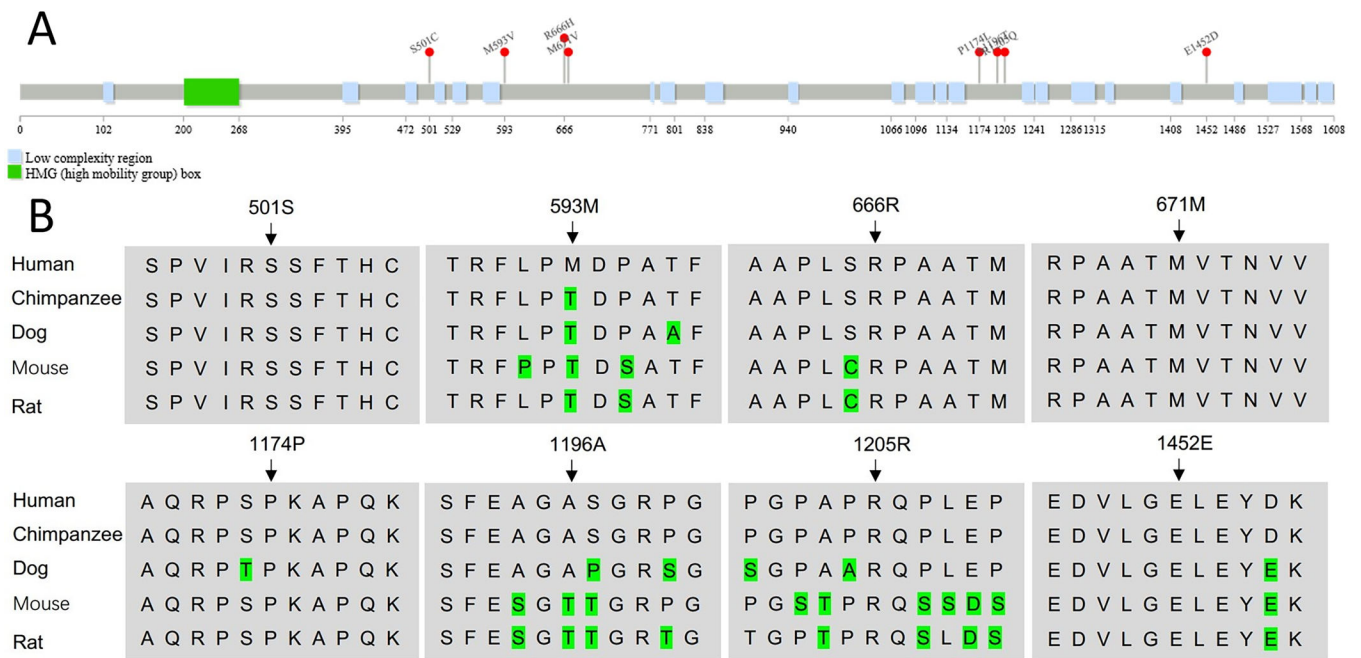 A
S501C M593V R666H M671V P1174L R1205Q E1452D
0 102 200 268 395 472 501 529 593 666 771 801 838 940 1066 1096 1134 1174 1205 1241 1286 1315 1408 1452 1486 1527 1568 1608
Low complexity region
HMG (high mobility group) box
B
501S 593M 666R 671M
Human S P V I R S S F T H C T R F L P M D P A T F A A P L S R P A A T M R P A A T M V T N V V
Chimpanzee S P V I R S S F T H C T R F L P T D P A T F A A P L S R P A A T M R P A A T M V T N V V
Dog S P V I R S S F T H C T R F L P T D P A A F A A P L S R P A A T M R P A A T M V T N V V
Mouse S P V I R S S F T H C T R F P P T D S A T F A A P L C R P A A T M R P A A T M V T N V V
Rat S P V I R S S F T H C T R F L P T D S A T F A A P L C R P A A T M R P A A T M V T N V V
1174P 1196A 1205R 1452E
Human A Q R P S P K A P Q K S F E A G A S G R P G P G P A P R Q P L E P E D V L G E L E Y D K
Chimpanzee A Q R P S P K A P Q K S F E A G A S G R P G P G P A P R Q P L E P E D V L G E L E Y D K
Dog A Q R P T P K A P Q K S F E A G A P G R S G S G P A A R Q P L E P E D V L G E L E Y E K
Mouse A Q R P S P K A P Q K S F E S G T T G R P G P G S T P R Q S S D S E D V L G E L E Y E K
Rat A Q R P S P K A P Q K S F E S G T T G R T G T G P T P R Q S L D S E D V L G E L E Y E K